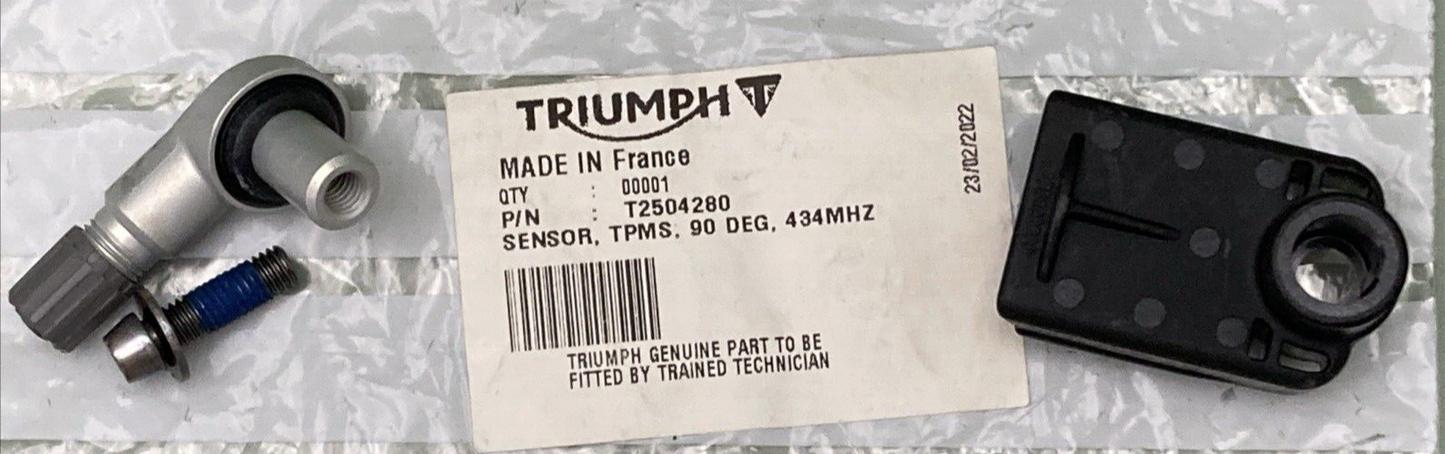 TRIUMPH
MADE IN France
QTY : 00001
P/N : T2504280
SENSOR, TPMS, 90 DEG, 434MHZ
TRIUMPH GENUINE PART TO BE
FITTED BY TRAINED TECHNICIAN
23/02/2022